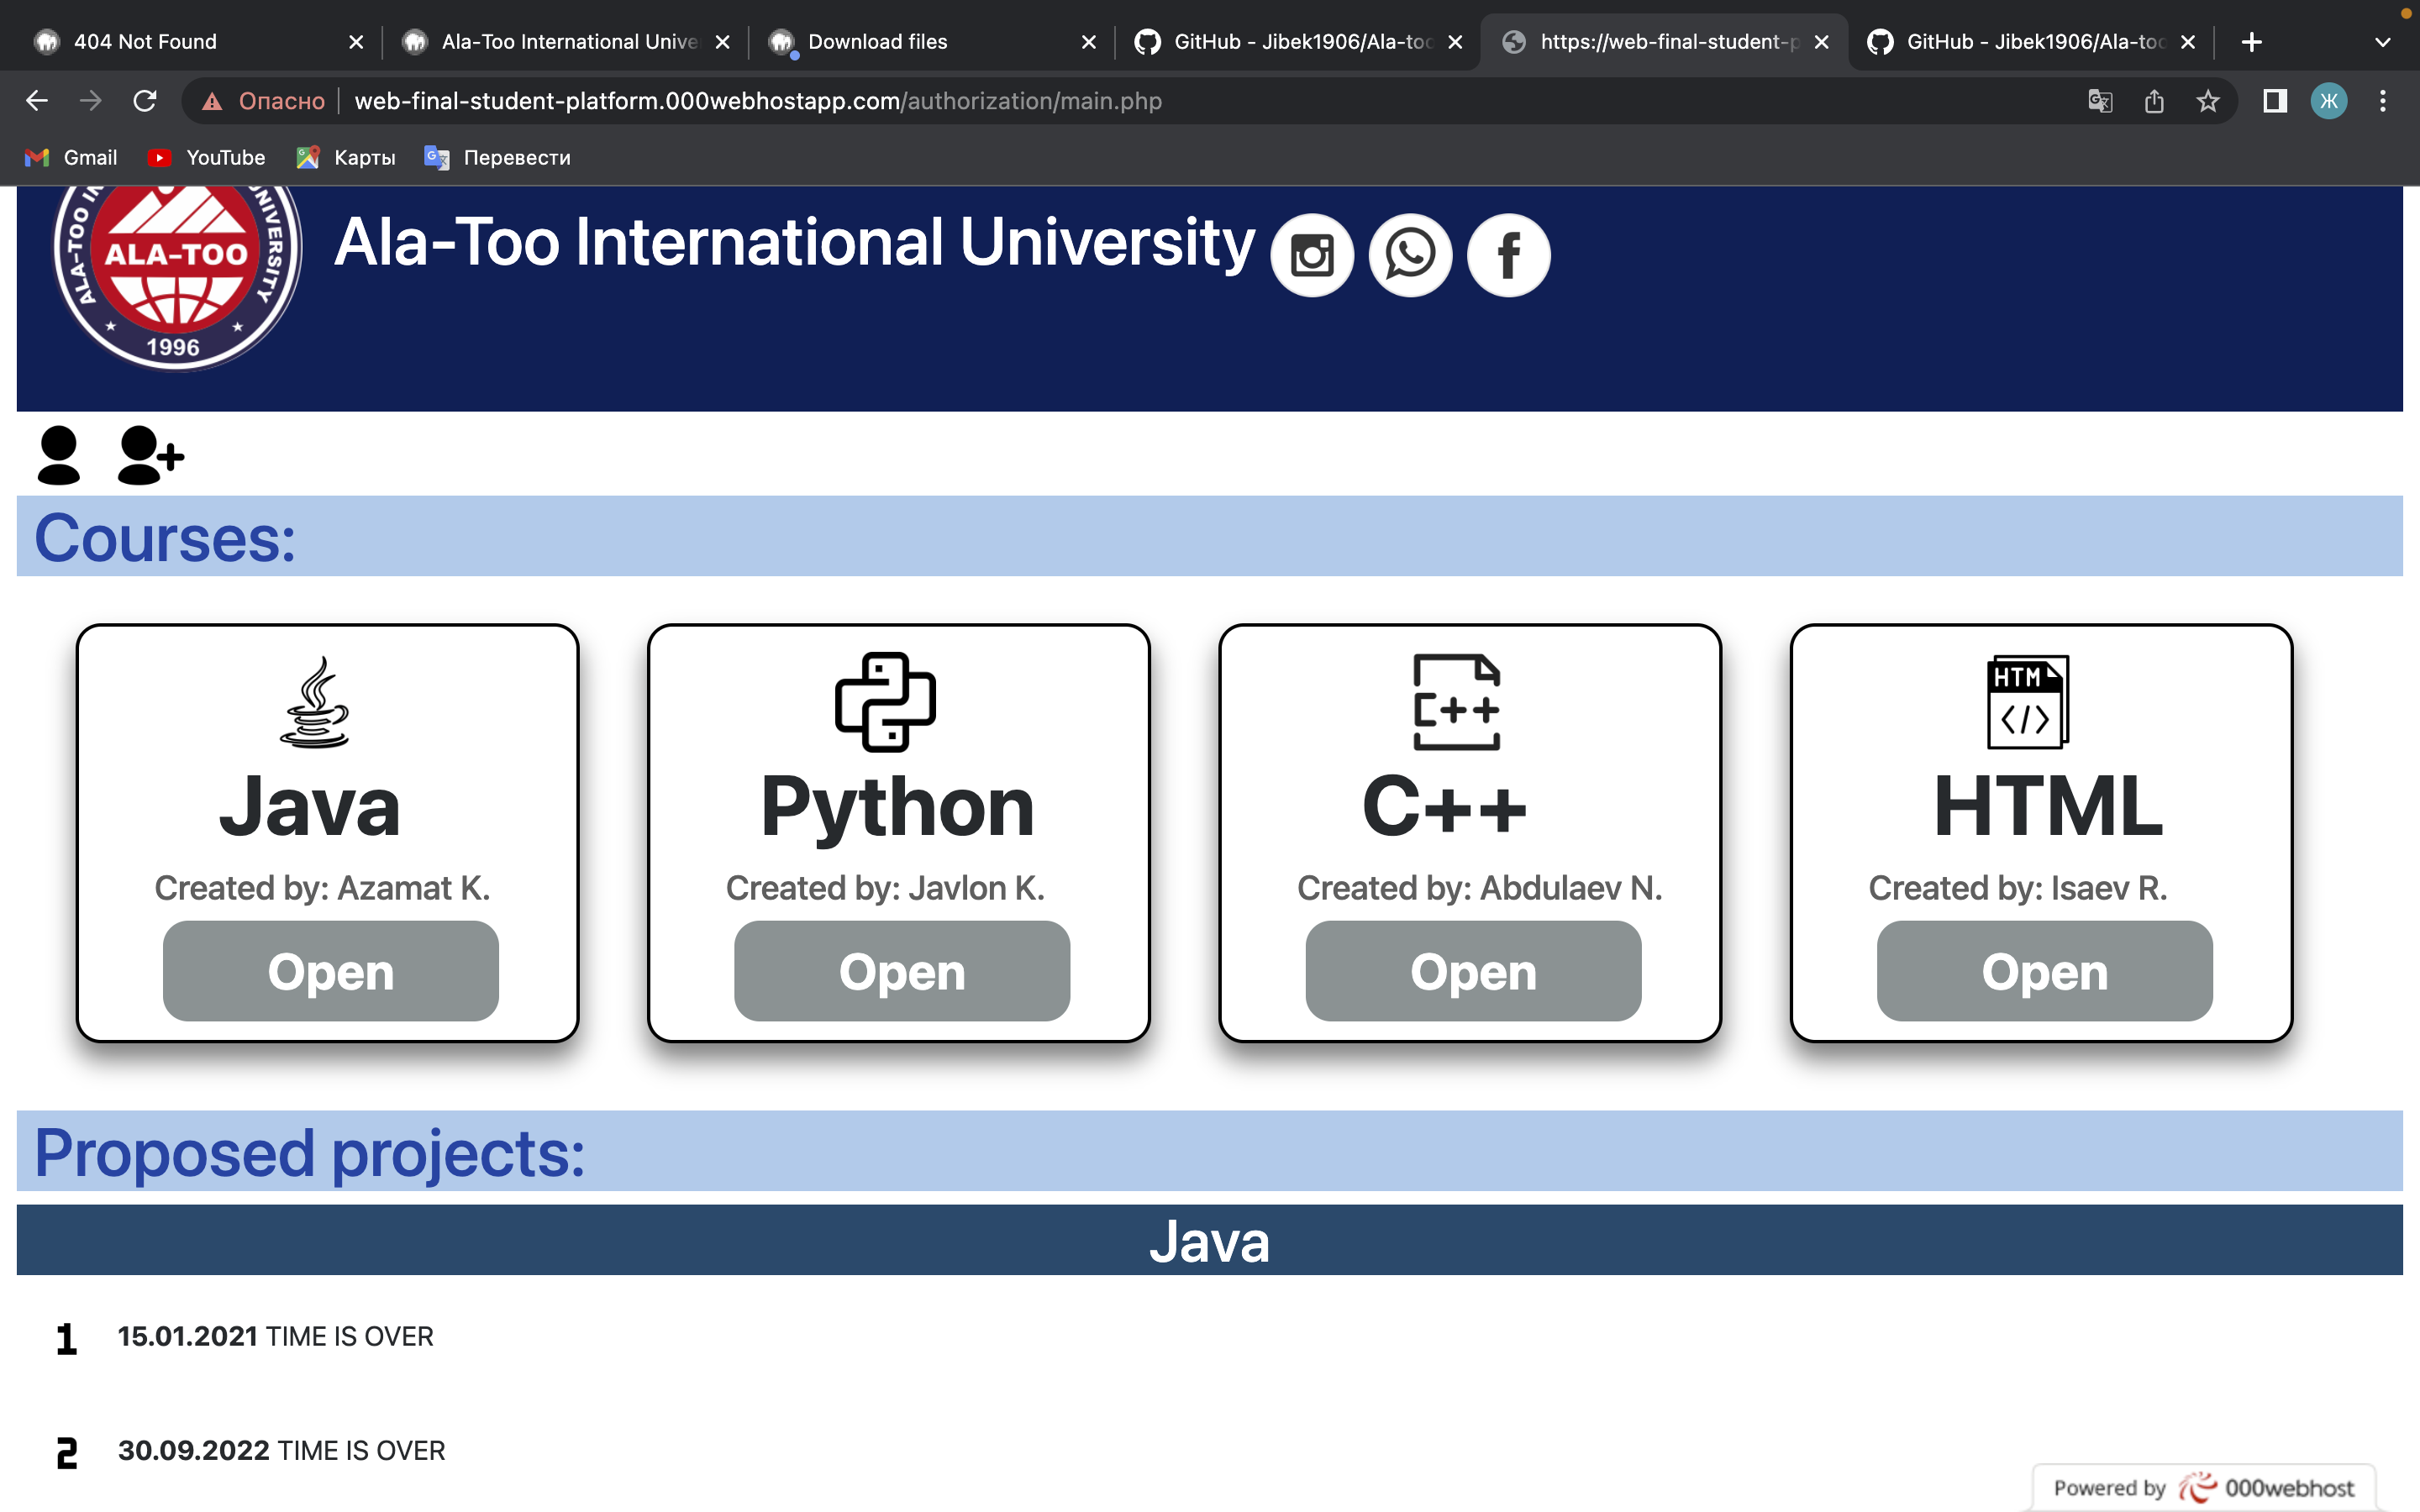 404 Not Found
Ala-Too International Unive
Download files
GitHub - Jibek1906/Ala-too
https://web-final-student-p
GitHub - Jibek1906/Ala-too
Опасно web-final-student-platform.000webhostapp.com/authorization/main.php
Ж
Gmail YouTube Карты Перевести
ALA-TOO UNIVERSITY
ALA-TOO
1996
Ala-Too International University
Courses:
C++
HTM
</>
Java Python C++ HTML
Created by: Azamat K. Created by: Javlon K. Created by: Abdulaev N. Created by: Isaev R.
Open Open Open Open
Proposed projects:
Java
1 15.01.2021 TIME IS OVER
2 30.09.2022 TIME IS OVER
Powered by 000webhost